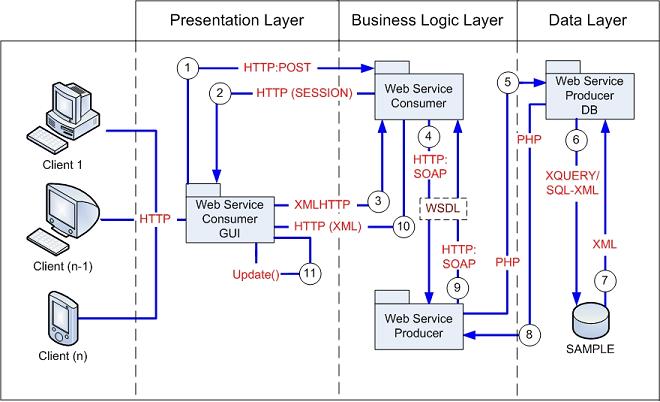 Presentation Layer
Business Logic Layer
Data Layer
1
HTTP:POST
2
HTTP (SESSION)
Web Service
Consumer
5
Web Service
Producer
DB
4
HTTP:
SOAP
PHP
6
Client 1
XQUERY/
SQL-XML
Web Service
Consumer
GUI
XMLHTTP
3
WSDL
HTTP
HTTP (XML)
10
Client (n-1)
Update()
11
HTTP:
SOAP
9
PHP
XML
7
Web Service
Producer
8
SAMPLE
Client (n)